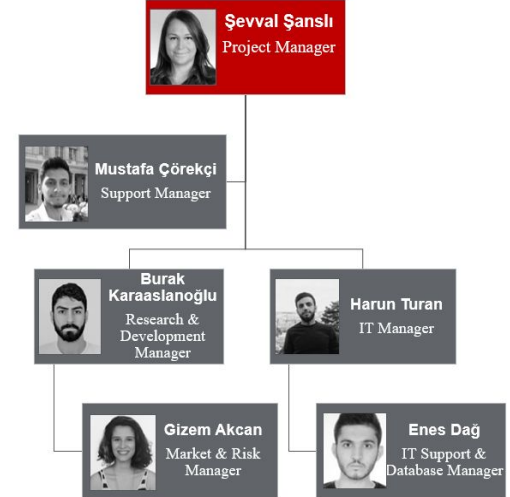 Şevval Şanslı
Project Manager
Mustafa Çörekçi
Support Manager
Burak
Karaaslanoğlu
Research &
Development
Manager
Harun Turan
IT Manager
Gizem Akcan
Market & Risk
Manager
Enes Dağ
IT Support &
Database Manager